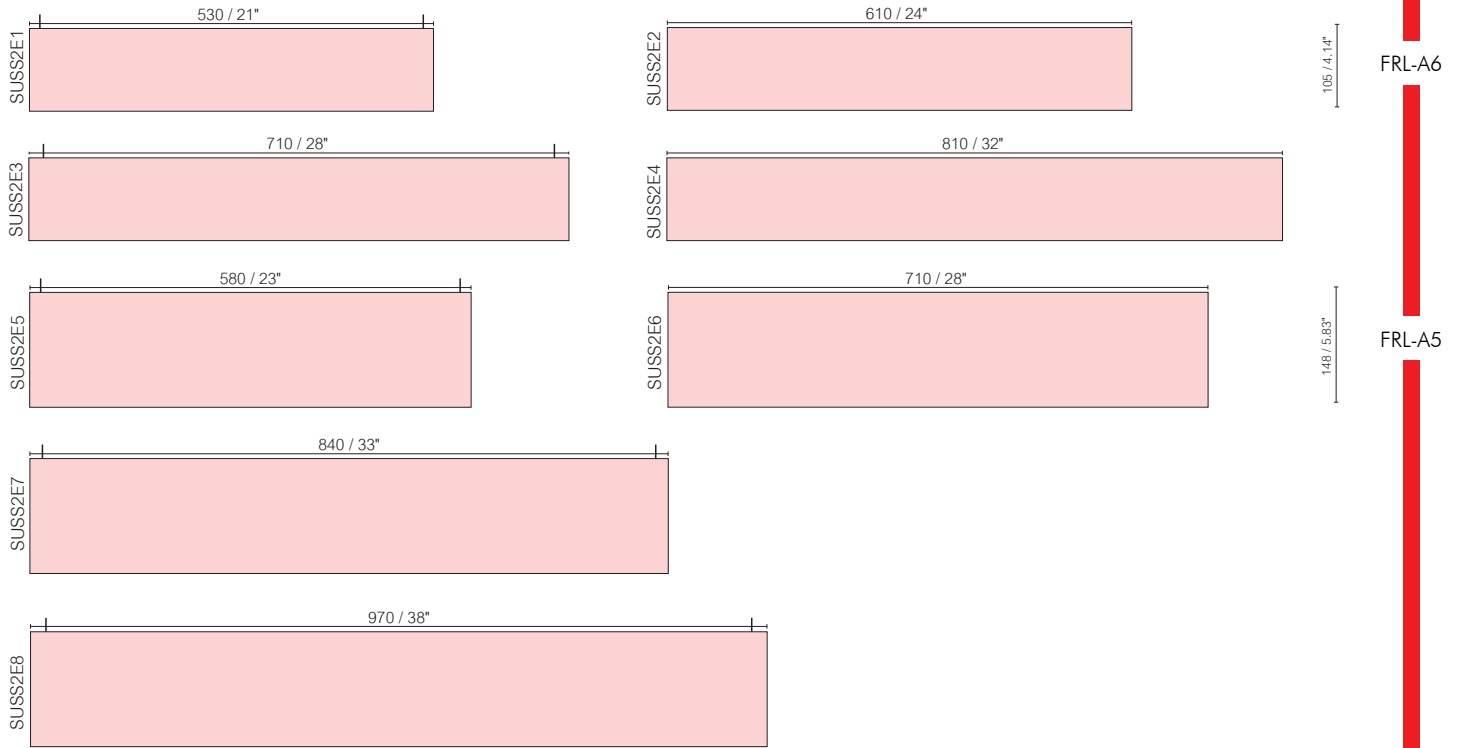 530 / 21"
SUSS2E1
610 / 24"
SUSS2E2
105 / 4.14"
FRL-A6
710 / 28"
SUSS2E3
810 / 32"
SUSS2E4
580 / 23"
SUSS2E5
710 / 28"
SUSS2E6
148 / 5.83"
FRL-A5
840 / 33"
SUSS2E7
970 / 38"
SUSS2E8